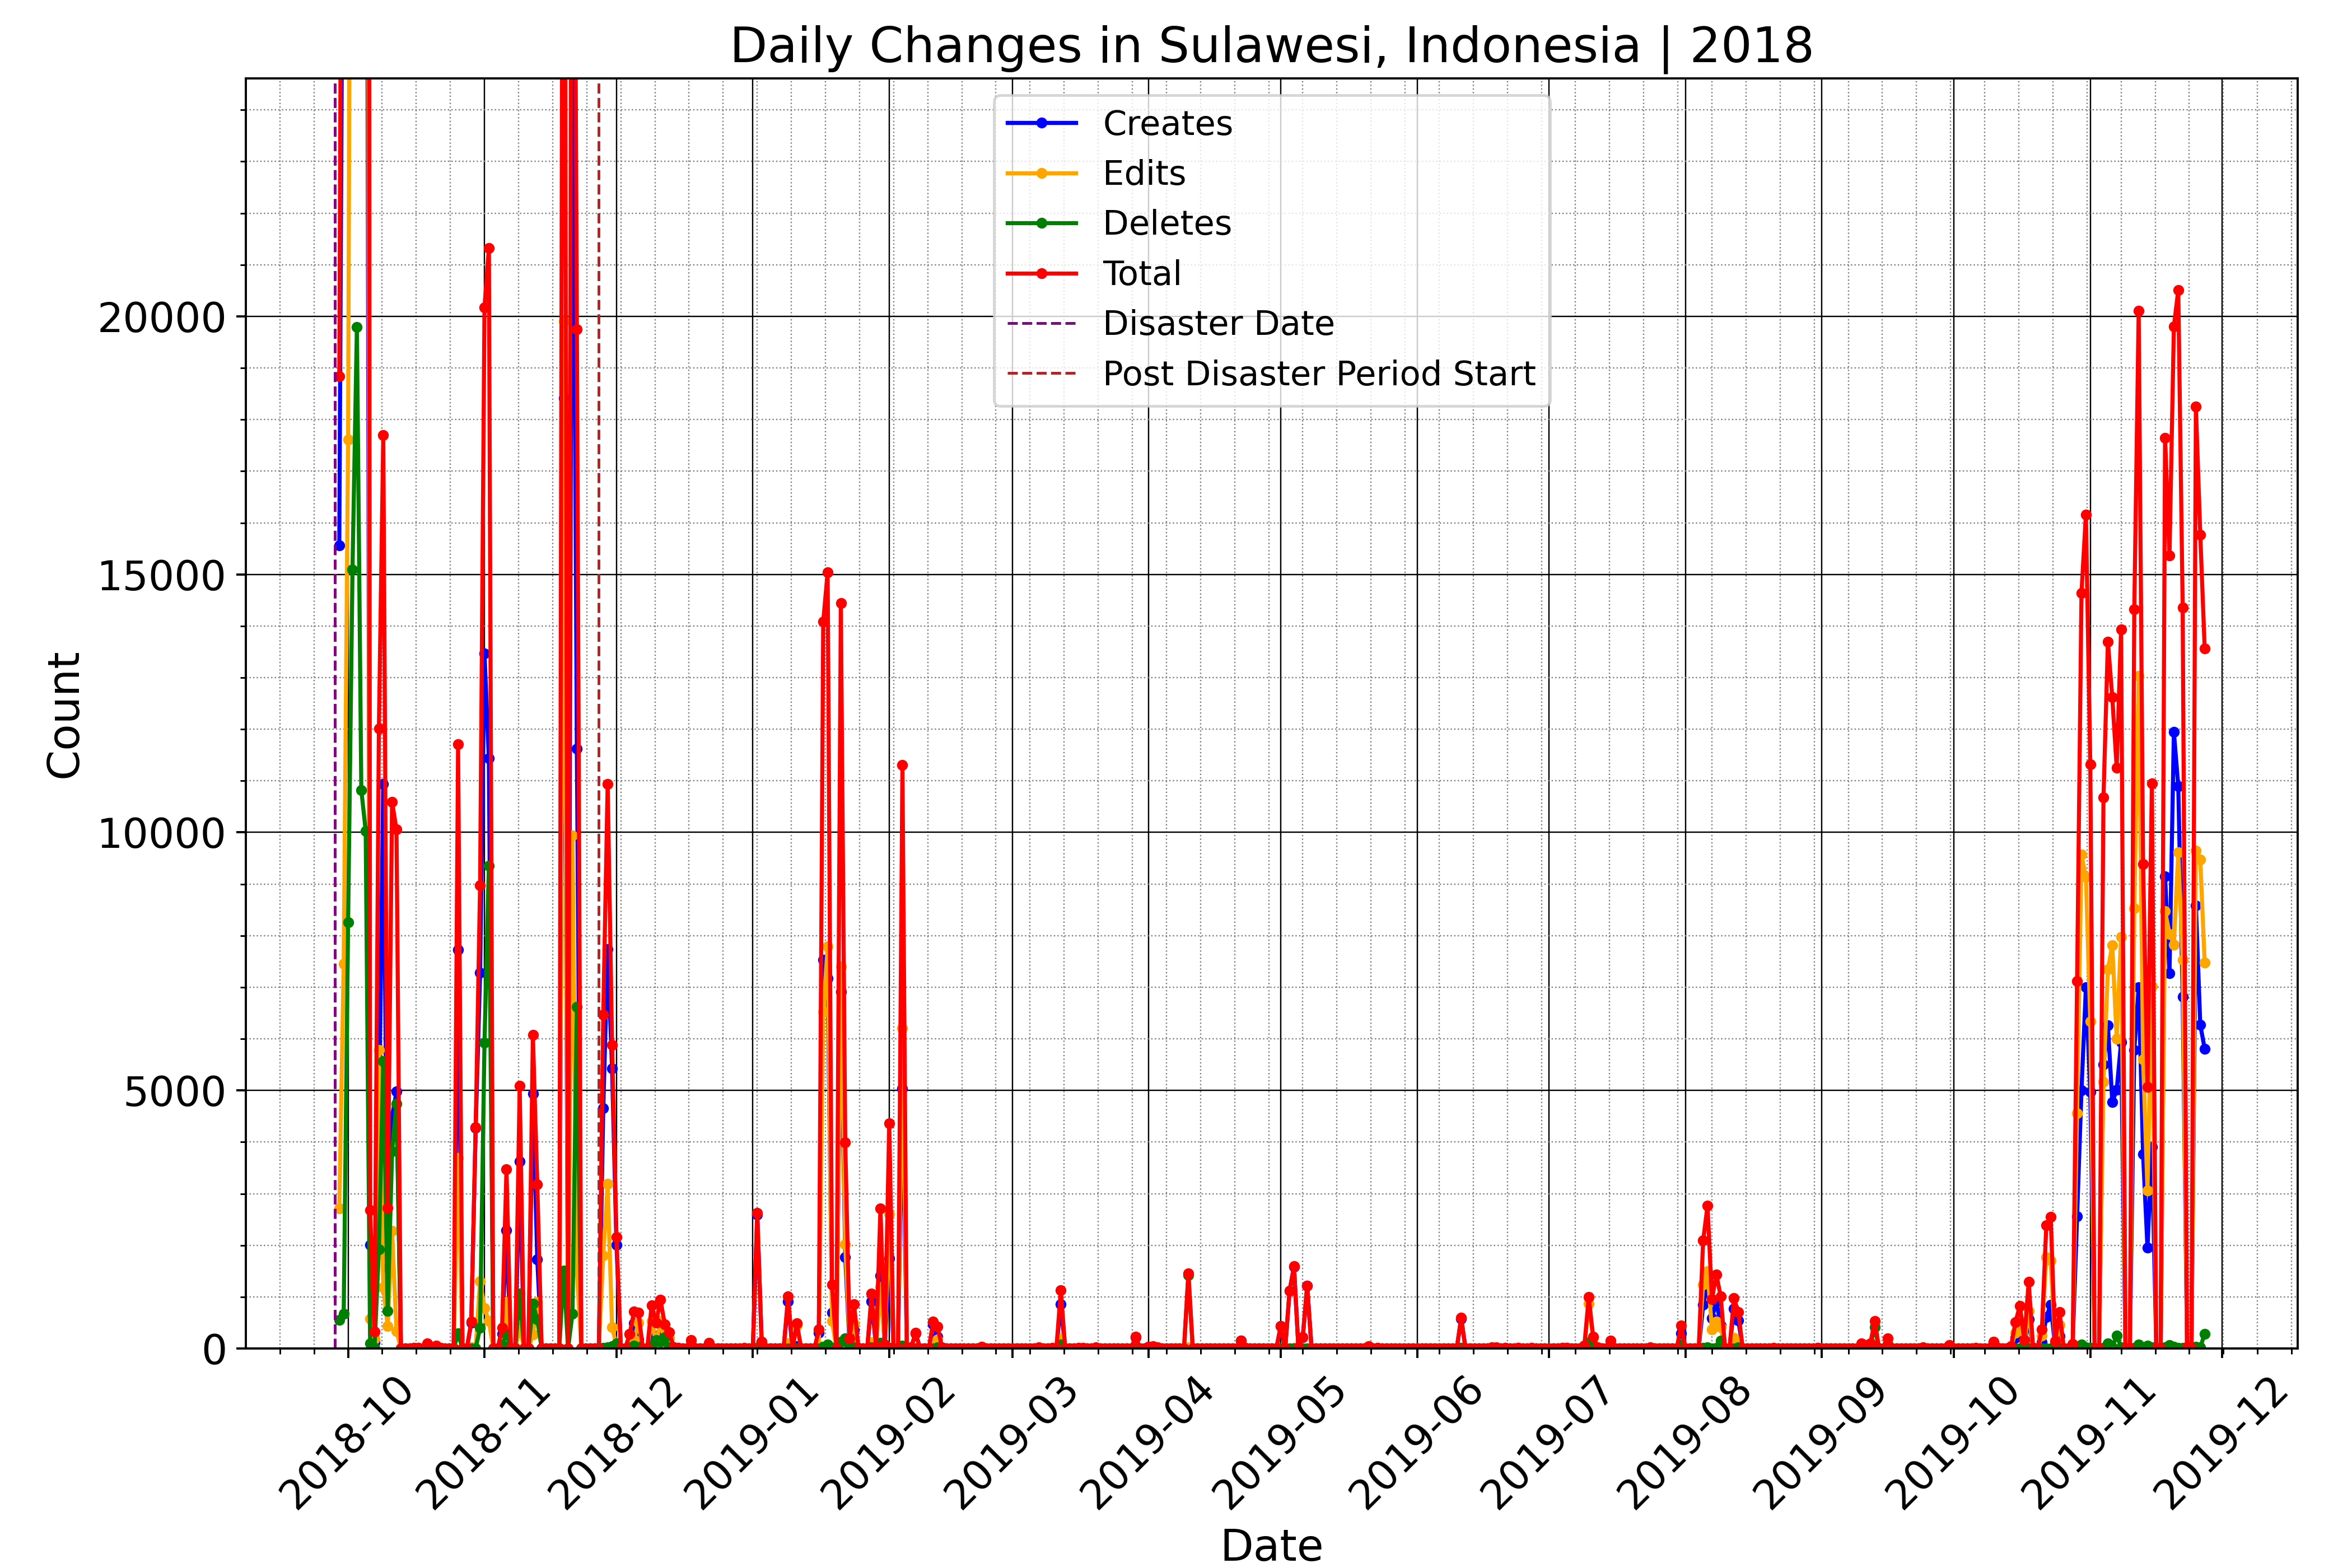 Daily Changes in Sulawesi, Indonesia | 2018
Creates
Edits
Deletes
Total
Disaster Date
Post Disaster Period Start
20000
15000
10000
5000
0
Count
2018-10
2018-11
2018-12
2019-01
2019-02
2019-03
2019-04
2019-05
2019-06
2019-07
2019-08
2019-09
2019-10
2019-11
2019-12
Date